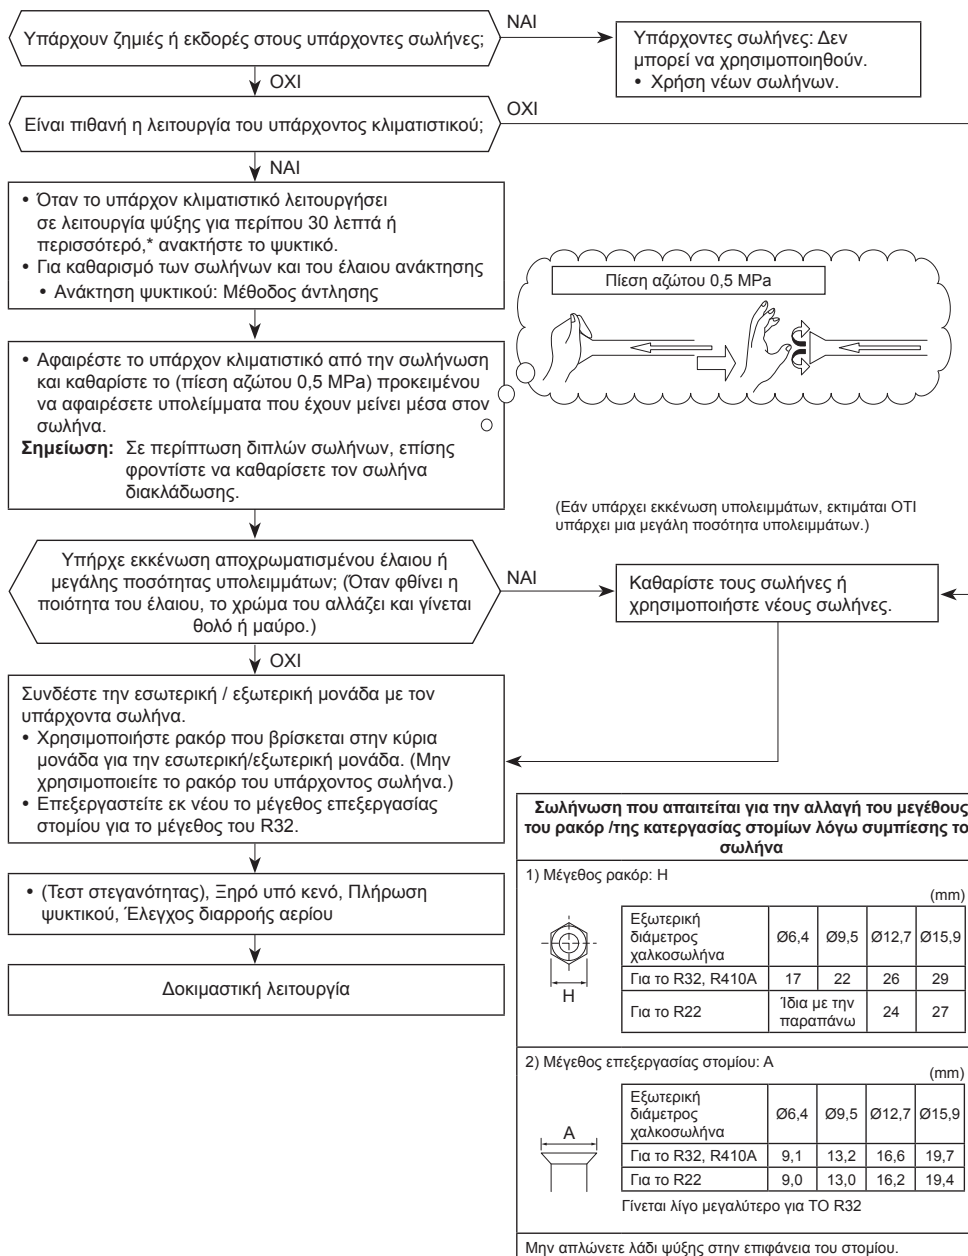 Υπάρχουν ζημιές ή εκδορές στους υπάρχοντες σωλήνες;
ΝΑΙ
Υπάρχοντες σωλήνες: Δεν
μπορεί να χρησιμοποιηθούν.
• Χρήση νέων σωλήνων.
ΟΧΙ
Είναι πιθανή η λειτουργία του υπάρχοντος κλιματιστικού;
ΟΧΙ
ΝΑΙ
• Όταν το υπάρχον κλιματιστικό λειτουργήσει
σε λειτουργία ψύξης για περίπου 30 λεπτά ή
περισσότερό,* ανακτήστε το ψυκτικό.
• Για καθαρισμό των σωλήνων και του έλαιου ανάκτησης
• Ανάκτηση ψυκτικού: Μέθοδος άντλησης
Πίεση αζώτου 0,5 MPa
• Αφαιρέστε το υπάρχον κλιματιστικό από την σωλήνωση
και καθαρίστε το (πίεση αζώτου 0,5 MPa) προκειμένου
να αφαιρέσετε υπολείμματα που έχουν μείνει μέσα στον
σωλήνα.
Σημείωση: Σε περίπτωση διπλών σωλήνων, επίσης
φροντίστε να καθαρίσετε τον σωλήνα
διακλάδωσης.
(Εάν υπάρχει εκκένωση υπολειμμάτων, εκτιμάται ΟΤΙ
υπάρχει μια μεγάλη ποσότητα υπολειμμάτων.)
Υπήρχε εκκένωση αποχρωματισμένου έλαιου ή
μεγάλης ποσότητας υπολειμμάτων; (Όταν φθίνει η
ποιότητα του έλαιου, το χρώμα του αλλάζει και γίνεται
θολό ή μαύρο.)
ΝΑΙ
Καθαρίστε τους σωλήνες ή
χρησιμοποιήστε νέους σωλήνες.
ΟΧΙ
Συνδέστε την εσωτερική / εξωτερική μονάδα με τον
υπάρχοντα σωλήνα.
• Χρησιμοποιήστε ρακόρ που βρίσκεται στην κύρια
μονάδα για την εσωτερική/εξωτερική μονάδα. (Μην
χρησιμοποιείτε το ρακόρ του υπάρχοντος σωλήνα.)
• Επεξεργαστείτε εκ νέου το μέγεθος επεξεργασίας
στομίου για το μέγεθος του R32.
• (Τεστ στεγανότητας), Ξηρό υπό κενό, Πλήρωση
ψυκτικού, Έλεγχος διαρροής αερίου
Δοκιμαστική λειτουργία
Σωλήνωση που απαιτείται για την αλλαγή του μεγέθους
του ρακόρ /της κατεργασίας στομίων λόγω συμπίεσης το
σωλήνα
1) Μέγεθος ρακόρ: H
(mm)
H
Εξωτερική
διάμετρος
χαλκοσωλήνα
Ø6,4 Ø9,5 Ø12,7 Ø15,9
Για το R32, R410A 17 22 26 29
Για το R22 Ίδια με την
παραπάνω
24 27
2) Μέγεθος επεξεργασίας στομίου: A
(mm)
A
Εξωτερική
διάμετρος
χαλκοσωλήνα
Ø6,4 Ø9,5 Ø12,7 Ø15,9
Για το R32, R410A 9,1 13,2 16,6 19,7
Για το R22 9,0 13,0 16,2 19,4
Γίνεται λίγο μεγαλύτερο για ΤΟ R32
Μην απλώνετε λάδι ψύξης στην επιφάνεια του στομίου.